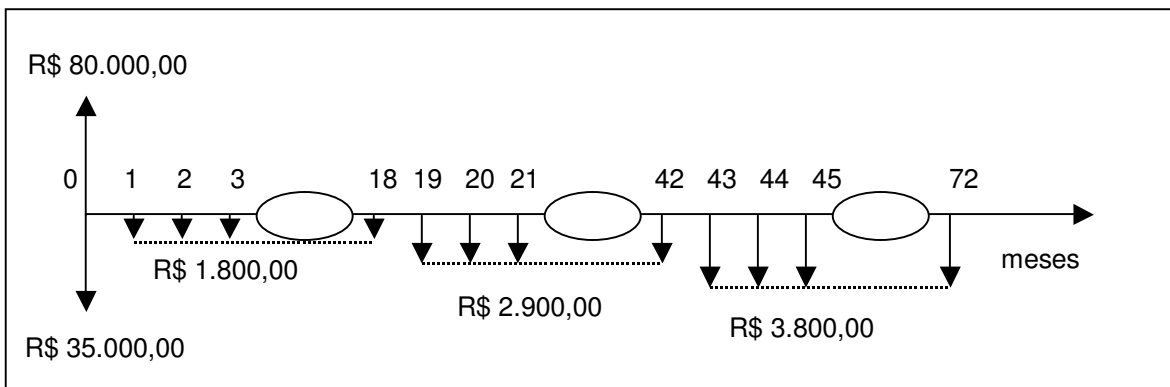 R$ 80.000,00
0 1 2 3 18 19 20 21 42 43 44 45 72
meses
R$ 1.800,00
R$ 2.900,00
R$ 3.800,00
R$ 35.000,00